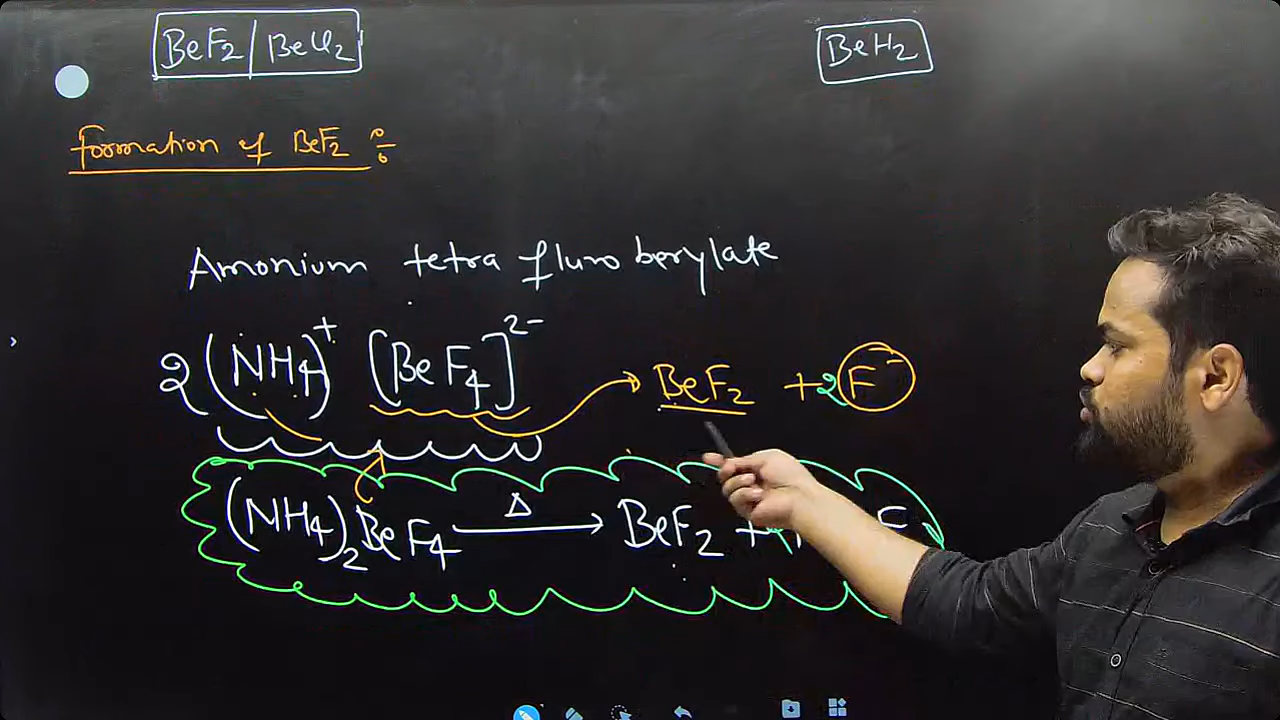 BeF2 | BeCl2
BeH2
formation of BeF2 :-
Amonium tetra fluro berylate
2 (NH4)+ [BeF4]2- → BeF2 + 2F-
(NH4)2BeF4 —Δ→ BeF2 + F